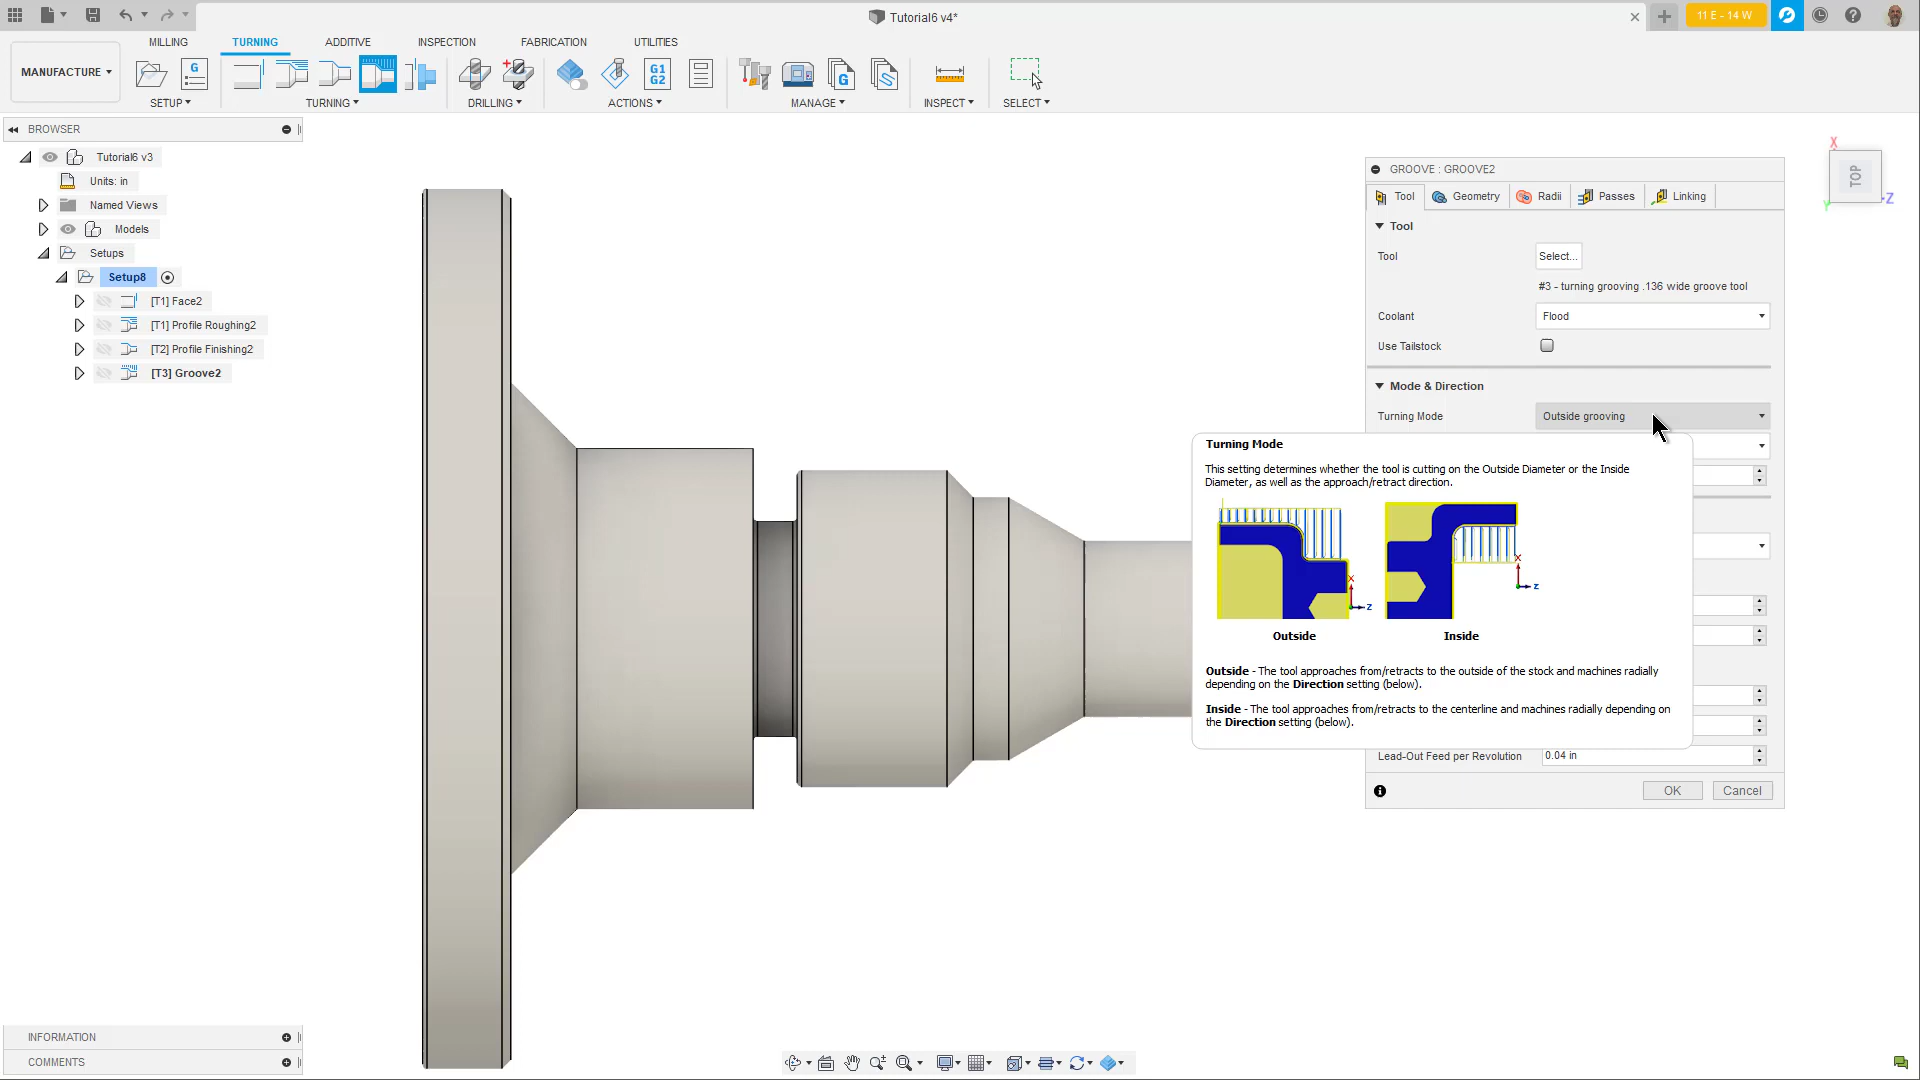 Tutorial6 v4*
11 E - 14 W
MILLING
TURNING
ADDITIVE
INSPECTION
FABRICATION
UTILITIES
MANUFACTURE
G
G1
G2
G
SETUP
TURNING
DRILLING
ACTIONS
MANAGE
INSPECT
SELECT
BROWSER
Tutorial6 v3
Units: in
Named Views
Models
Setups
Setup8
[T1] Face2
[T1] Profile Roughing2
[T2] Profile Finishing2
[T3] Groove2
X
TOP
Z
Y
GROOVE : GROOVE2
Tool
Geometry
Radii
Passes
Linking
Tool
Tool
Select...
#3 - turning grooving .136 wide groove tool
Coolant
Flood
Use Tailstock
Mode & Direction
Turning Mode
Outside grooving
Turning Mode
This setting determines whether the tool is cutting on the Outside Diameter or the Inside
Diameter, as well as the approach/retract direction.
X
Z
X
Z
Outside
Inside
Outside - The tool approaches from/retracts to the outside of the stock and machines radially
depending on the Direction setting (below).
Inside - The tool approaches from/retracts to the centerline and machines radially depending on
the Direction setting (below).
Lead-Out Feed per Revolution
0.04 in
OK
Cancel
INFORMATION
COMMENTS